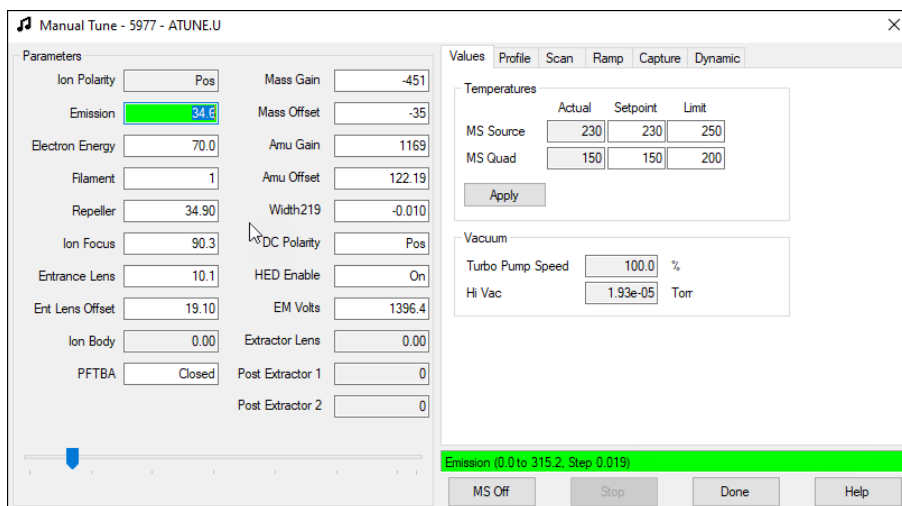 Manual Tune - 5977 - ATUNE.U
Parameters
Ion Polarity Pos
Emission 34.6
Electron Energy 70.0
Filament 1
Repeller 34.90
Ion Focus 90.3
Entrance Lens 10.1
Ent Lens Offset 19.10
Ion Body 0.00
PFTBA Closed
Mass Gain -451
Mass Offset -35
Amu Gain 1169
Amu Offset 122.19
Width219 -0.010
DC Polarity Pos
HED Enable On
EM Volts 1396.4
Extractor Lens 0.00
Post Extractor 1 0
Post Extractor 2 0
Values Profile Scan Ramp Capture Dynamic
Temperatures
Actual Setpoint Limit
MS Source 230 230 250
MS Quad 150 150 200
Apply
Vacuum
Turbo Pump Speed 100.0 %
Hi Vac 1.93e-05 Torr
Emission (0.0 to 315.2, Step 0.019)
MS Off Stop Done Help